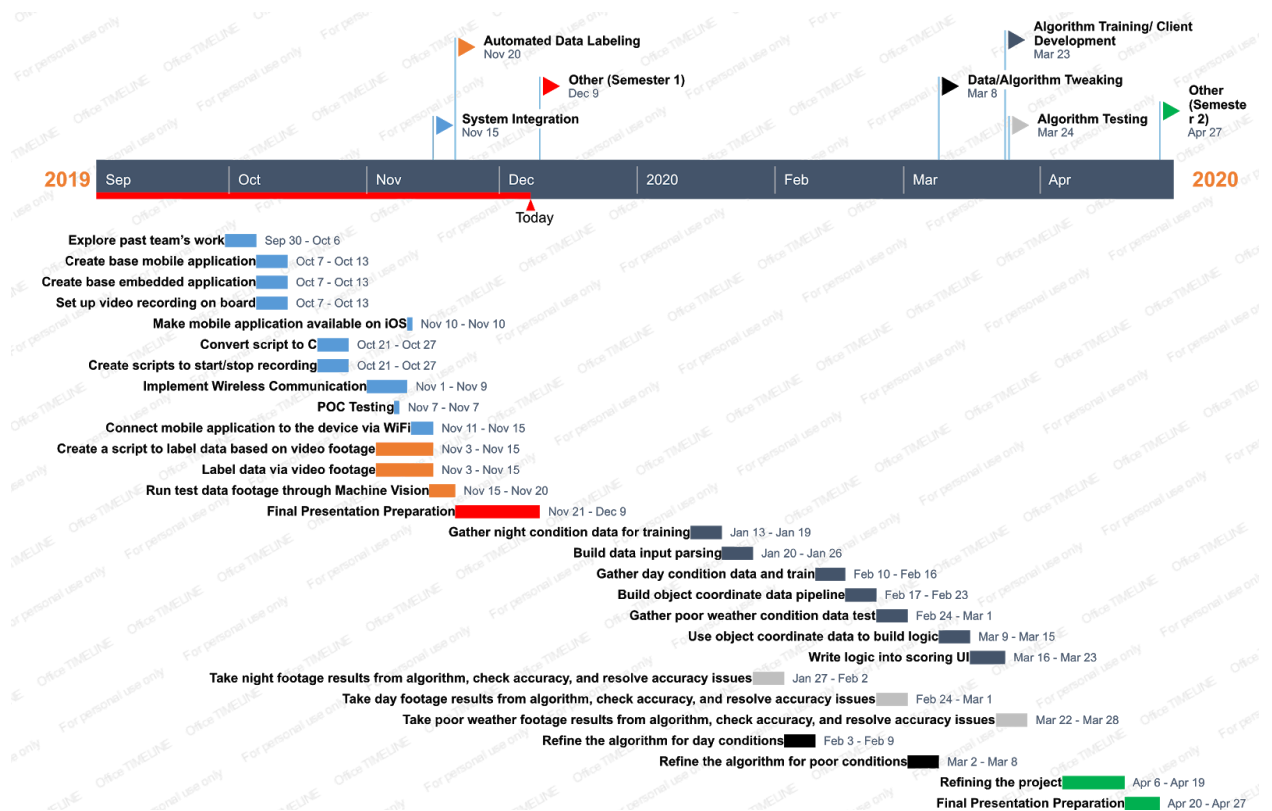 Automated Data Labeling
Nov 20
Other (Semester 1)
Dec 9
System Integration
Nov 15
Algorithm Training/ Client
Development
Mar 23
Data/Algorithm Tweaking
Mar 8
Algorithm Testing
Mar 24
Other
(Semeste
r 2)
Apr 27
2019
Sep
Oct
Nov
Dec
2020
Feb
Mar
Apr
2020
Today
Explore past team's work Sep 30 - Oct 6
Create base mobile application Oct 7 - Oct 13
Create base embedded application Oct 7 - Oct 13
Set up video recording on board Oct 7 - Oct 13
Make mobile application available on iOS Nov 10 - Nov 10
Convert script to C Oct 21 - Oct 27
Create scripts to start/stop recording Oct 21 - Oct 27
Implement Wireless Communication Nov 1 - Nov 9
POC Testing Nov 7 - Nov 7
Connect mobile application to the device via WiFi Nov 11 - Nov 15
Create a script to label data based on video footage Nov 3 - Nov 15
Label data via video footage Nov 3 - Nov 15
Run test data footage through Machine Vision Nov 15 - Nov 20
Final Presentation Preparation Nov 21 - Dec 9
Gather night condition data for training Jan 13 - Jan 19
Build data input parsing Jan 20 - Jan 26
Gather day condition data and train Feb 10 - Feb 16
Build object coordinate data pipeline Feb 17 - Feb 23
Gather poor weather condition data test Feb 24 - Mar 1
Use object coordinate data to build logic Mar 9 - Mar 15
Write logic into scoring UI Mar 16 - Mar 23
Take night footage results from algorithm, check accuracy, and resolve accuracy issues Jan 27 - Feb 2
Take day footage results from algorithm, check accuracy, and resolve accuracy issues Feb 24 - Mar 1
Take poor weather footage results from algorithm, check accuracy, and resolve accuracy issues Mar 22 - Mar 28
Refine the algorithm for day conditions Feb 3 - Feb 9
Refine the algorithm for poor conditions Mar 2 - Mar 8
Refining the project Apr 6 - Apr 19
Final Presentation Preparation Apr 20 - Apr 27
For personal use only Office TIMELINE